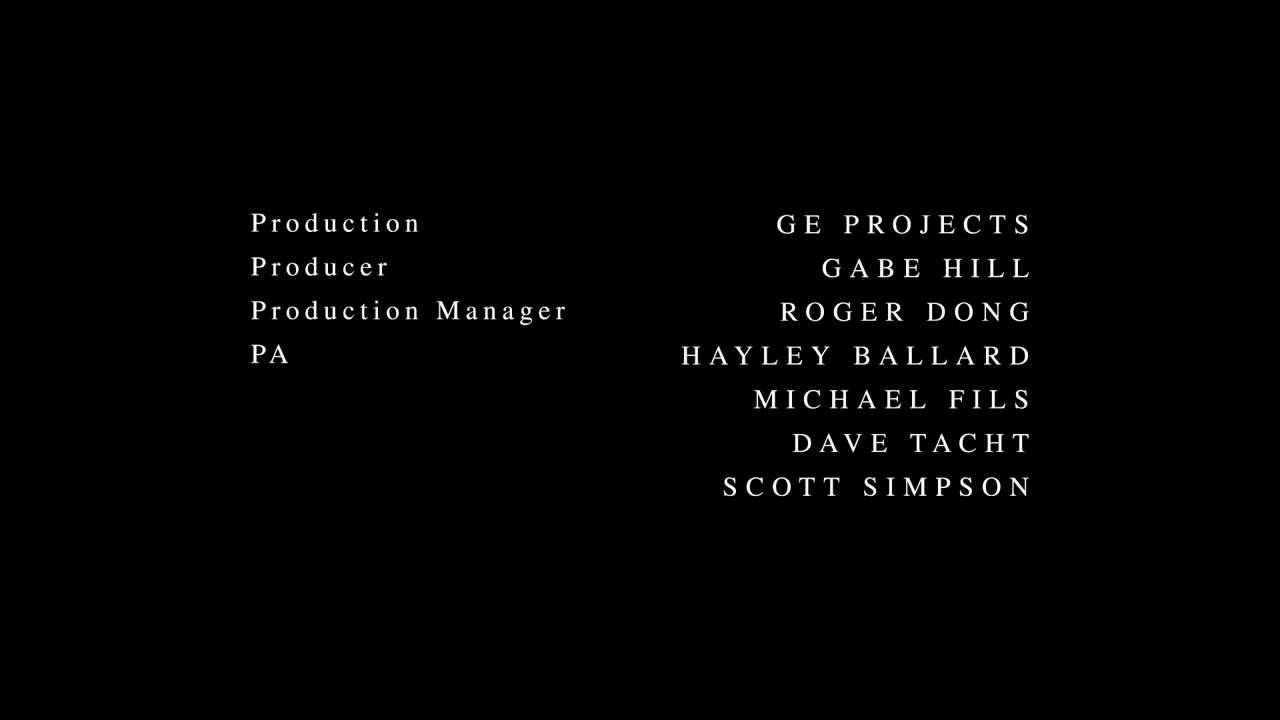 Production GE PROJECTS
Producer GABE HILL
Production Manager ROGER DONG
PA HAYLEY BALLARD
MICHAEL FILS
DAVE TACHT
SCOTT SIMPSON